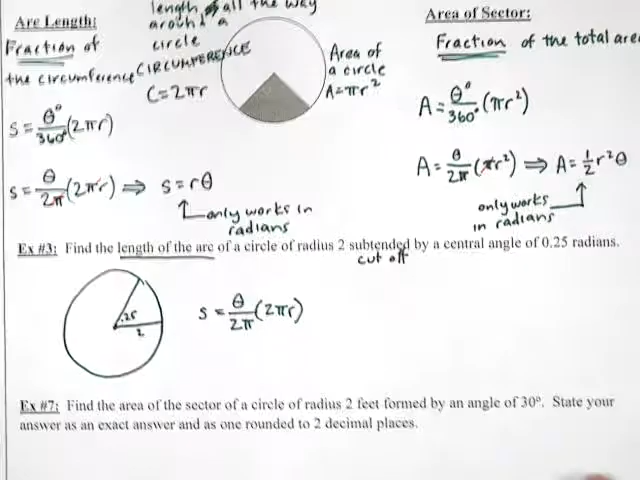 Arc Length:
Fraction of
the circumference
length of all the way
around a
circle
CIRCUMFERENCE
C=2πr
Area of
a circle
A=πr²
Area of Sector:
Fraction of the total area
s = θ°/360° (2πr)
s = θ/2π (2πr) ⇒ s = rθ
only works in
radians
A = θ°/360° (πr²)
A = θ/2π (πr²) ⇒ A = 1/2 r²θ
only works
in radians
Ex #3: Find the length of the arc of a circle of radius 2 subtended by a central angle of 0.25 radians.
cut off
.25
2
s = θ/2π (2πr)
Ex #7: Find the area of the sector of a circle of radius 2 feet formed by an angle of 30°. State your
answer as an exact answer and as one rounded to 2 decimal places.